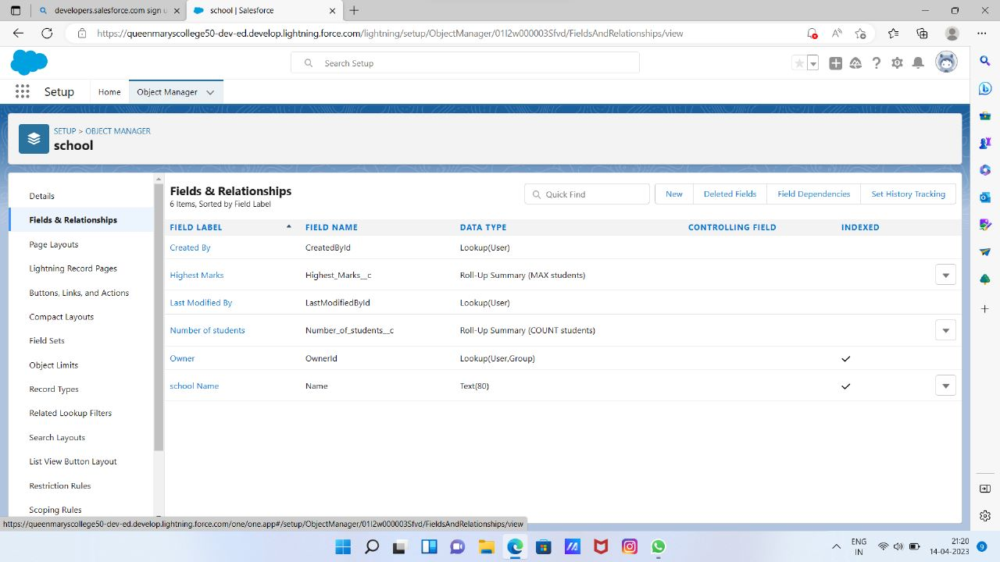 developers.salesforce.com sign u
school | Salesforce
https://queenmaryscollege50-dev-ed.develop.lightning.force.com/lightning/setup/ObjectManager/01I2w000003Sfvd/FieldsAndRelationships/view
Search Setup
Setup
Home
Object Manager
SETUP > OBJECT MANAGER
school
Details
Fields & Relationships
Page Layouts
Lightning Record Pages
Buttons, Links, and Actions
Compact Layouts
Field Sets
Object Limits
Record Types
Related Lookup Filters
Search Layouts
List View Button Layout
Restriction Rules
Scoping Rules
Fields & Relationships
6 Items, Sorted by Field Label
Quick Find
New
Deleted Fields
Field Dependencies
Set History Tracking
FIELD LABEL FIELD NAME DATA TYPE CONTROLLING FIELD INDEXED
Created By CreatedById Lookup(User)
Highest Marks Highest_Marks__c Roll-Up Summary (MAX students)
Last Modified By LastModifiedById Lookup(User)
Number of students Number_of_students__c Roll-Up Summary (COUNT students)
Owner OwnerId Lookup(User,Group)
school Name Name Text(80)
https://queenmaryscollege50-dev-ed.develop.lightning.force.com/one/one.app#/setup/ObjectManager/01I2w000003Sfvd/FieldsAndRelationships/view
ENG
IN
21:20
14-04-2023
9